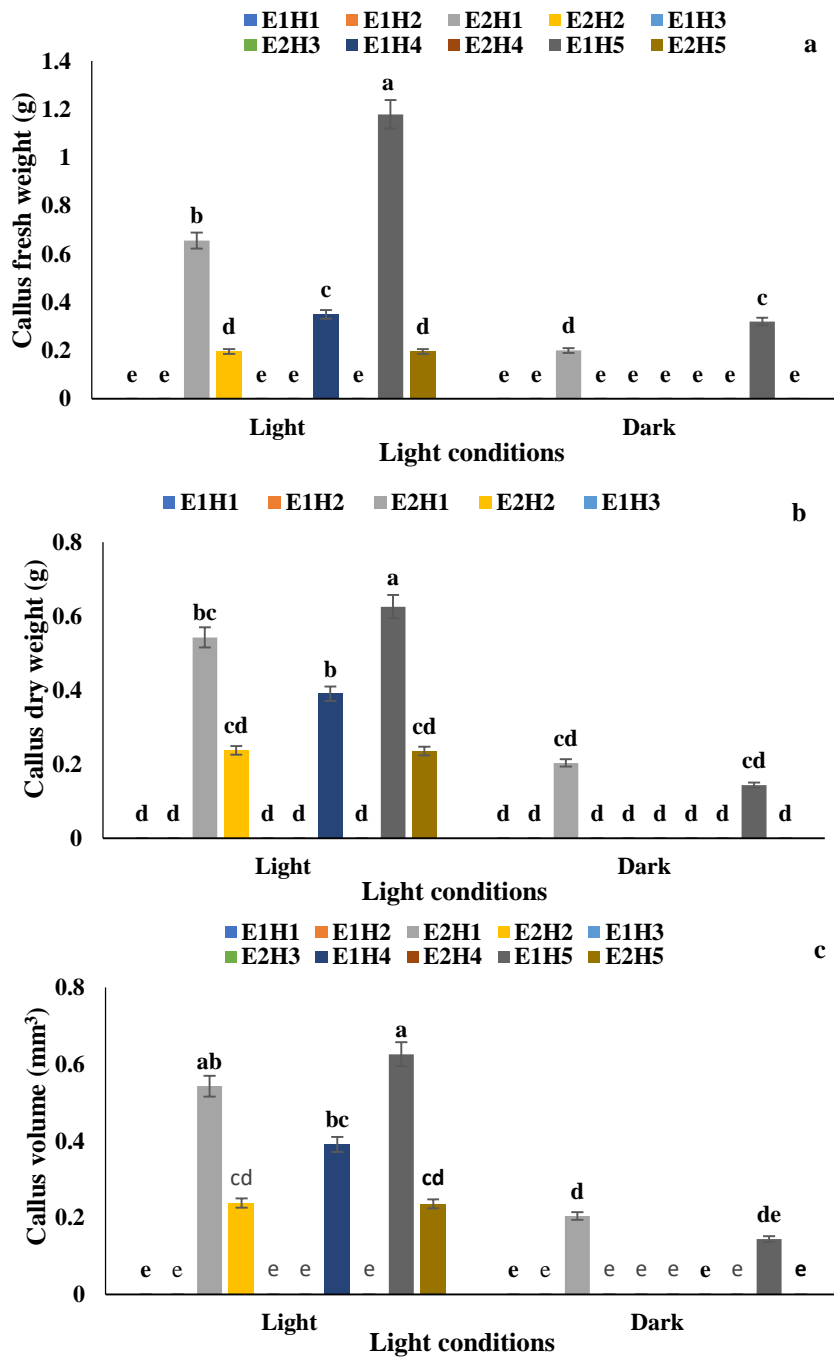 E1H1 E1H2 E2H1 E2H2 E1H3
E2H3 E1H4 E2H4 E1H5 E2H5
a
Callus fresh weight (g)
1.4
1.2
1
0.8
0.6
0.4
0.2
0
e e b d e e c e a d e e d e e e e e c e
Light Dark
Light conditions
E1H1 E1H2 E2H1 E2H2 E1H3
b
Callus dry weight (g)
0.8
0.6
0.4
0.2
0
d d bc cd d d b d a cd d d cd d d d d d cd d
Light Dark
Light conditions
E1H1 E1H2 E2H1 E2H2 E1H3
E2H3 E1H4 E2H4 E1H5 E2H5
c
Callus volume (mm³)
0.8
0.6
0.4
0.2
0
e e ab cd e e bc e a cd e e d e e e e e de e
Light Dark
Light conditions